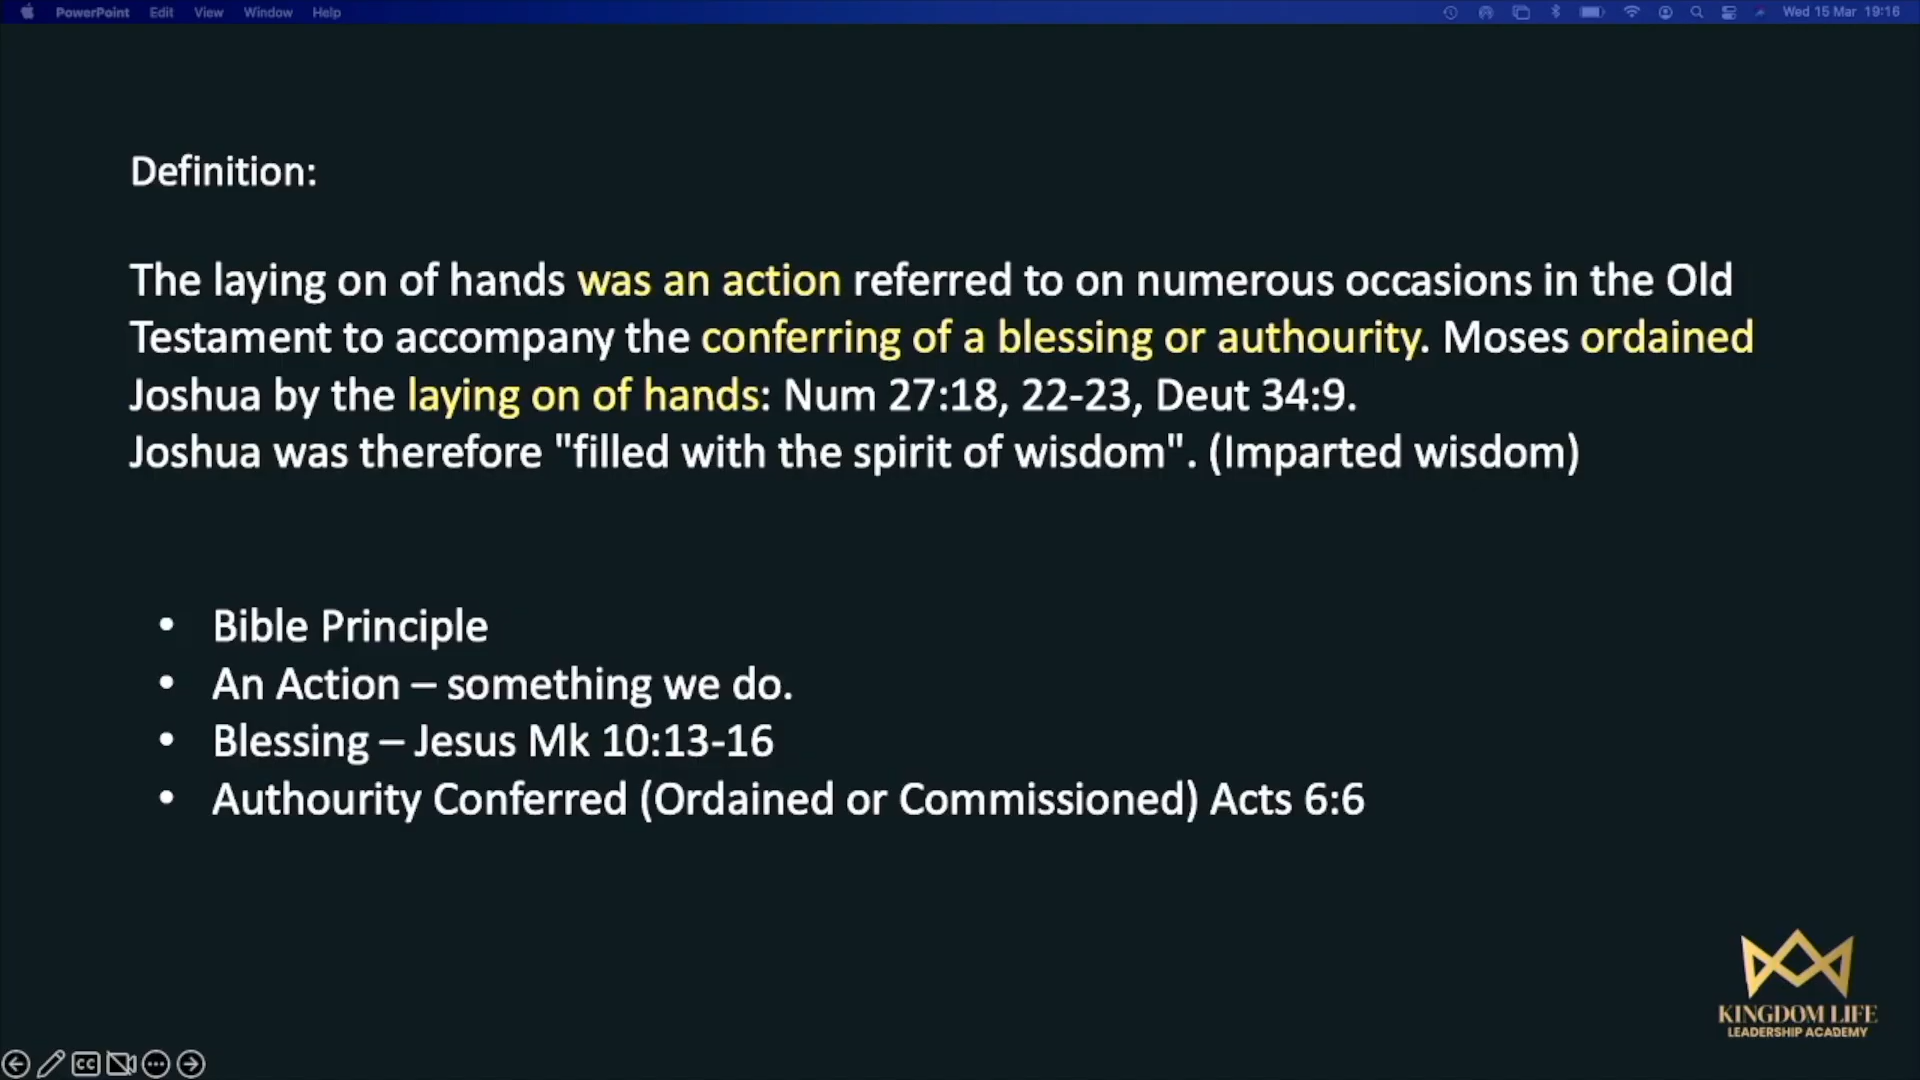 PowerPoint Edit View Window Help Wed 15 Mar 19:16
Definition:
The laying on of hands was an action referred to on numerous occasions in the Old
Testament to accompany the conferring of a blessing or authourity. Moses ordained
Joshua by the laying on of hands: Num 27:18, 22-23, Deut 34:9.
Joshua was therefore "filled with the spirit of wisdom". (Imparted wisdom)
• Bible Principle
• An Action – something we do.
• Blessing – Jesus Mk 10:13-16
• Authourity Conferred (Ordained or Commissioned) Acts 6:6
KINGDOM LIFE
LEADERSHIP ACADEMY
CC